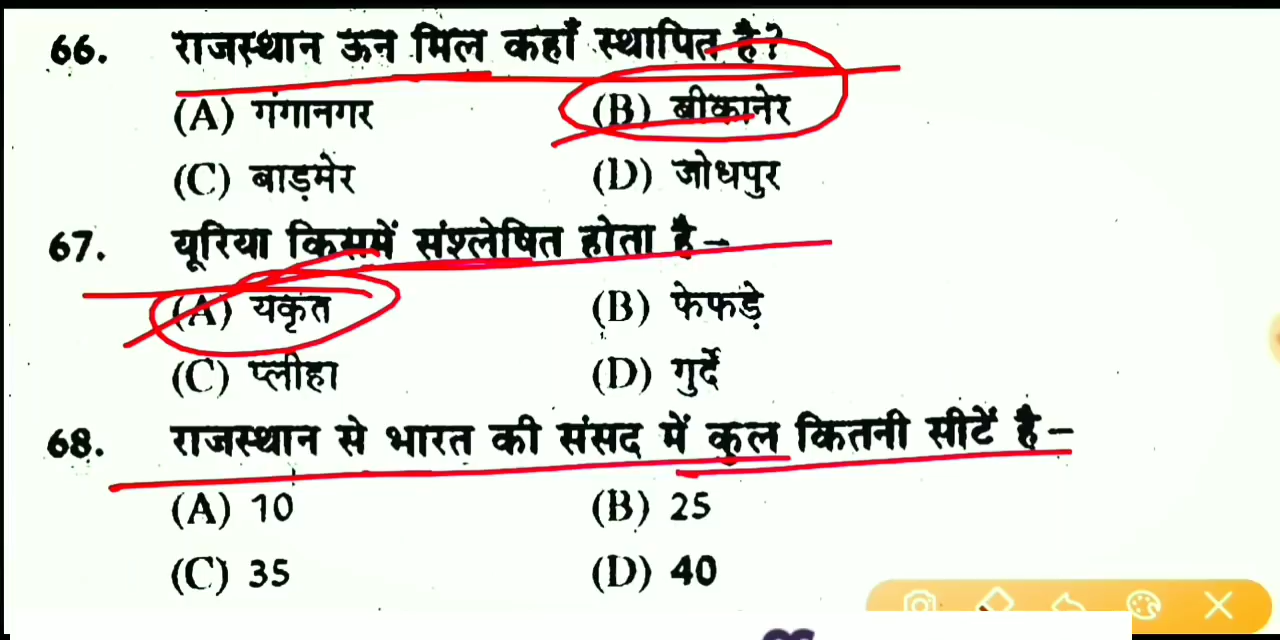 66. राजस्थान ऊन मिल कहाँ स्थापित है?
(A) गंगानगर (B) बीकानेर
(C) बाड़मेर (D) जोधपुर
67. यूरिया किसमें संश्लेषित होता है–
(A) यकृत (B) फेफड़े
(C) प्लीहा (D) गुर्दे
68. राजस्थान से भारत की संसद में कुल कितनी सीटें है–
(A) 10 (B) 25
(C) 35 (D) 40